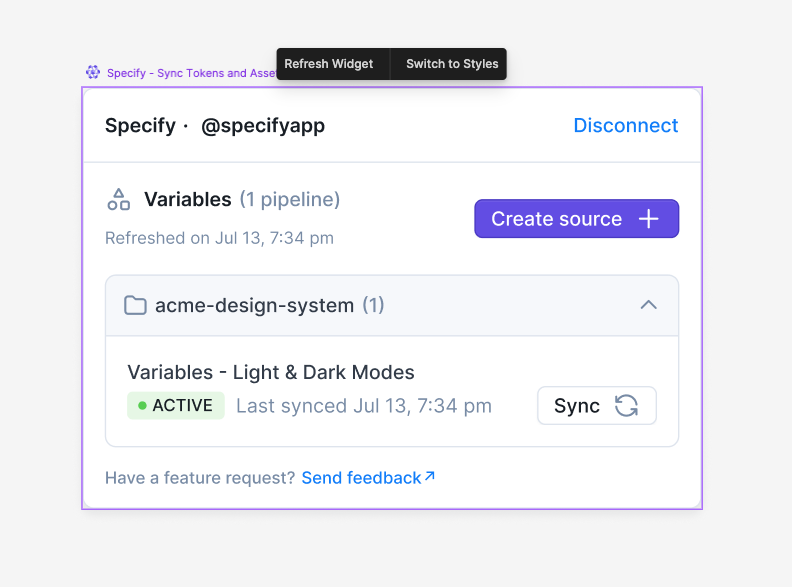 Refresh Widget Switch to Styles
Specify - Sync Tokens and
Specify · @specifyapp
Disconnect
Variables (1 pipeline)
Create source
Refreshed on Jul 13, 7:34 pm
acme-design-system (1)
Variables - Light & Dark Modes
ACTIVE Last synced Jul 13, 7:34 pm
Sync
Have a feature request? Send feedback↗